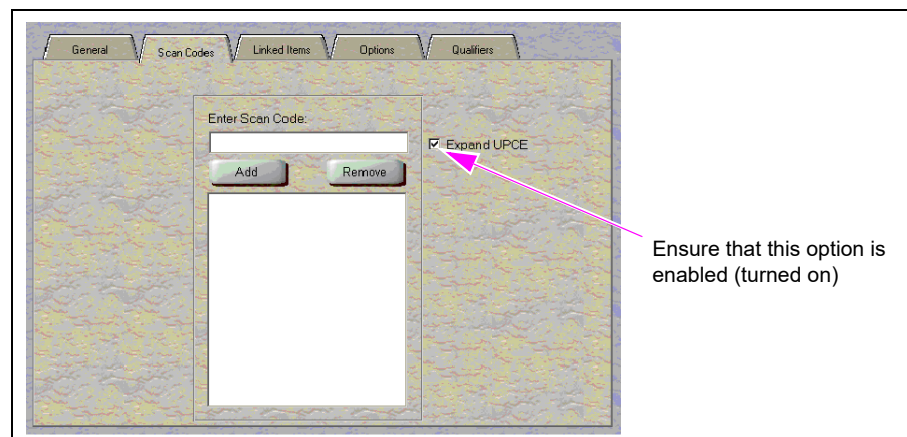 General Scan Codes Linked Items Options Qualifiers
Enter Scan Code:
Expand UPCE
Add Remove
Ensure that this option is
enabled (turned on)